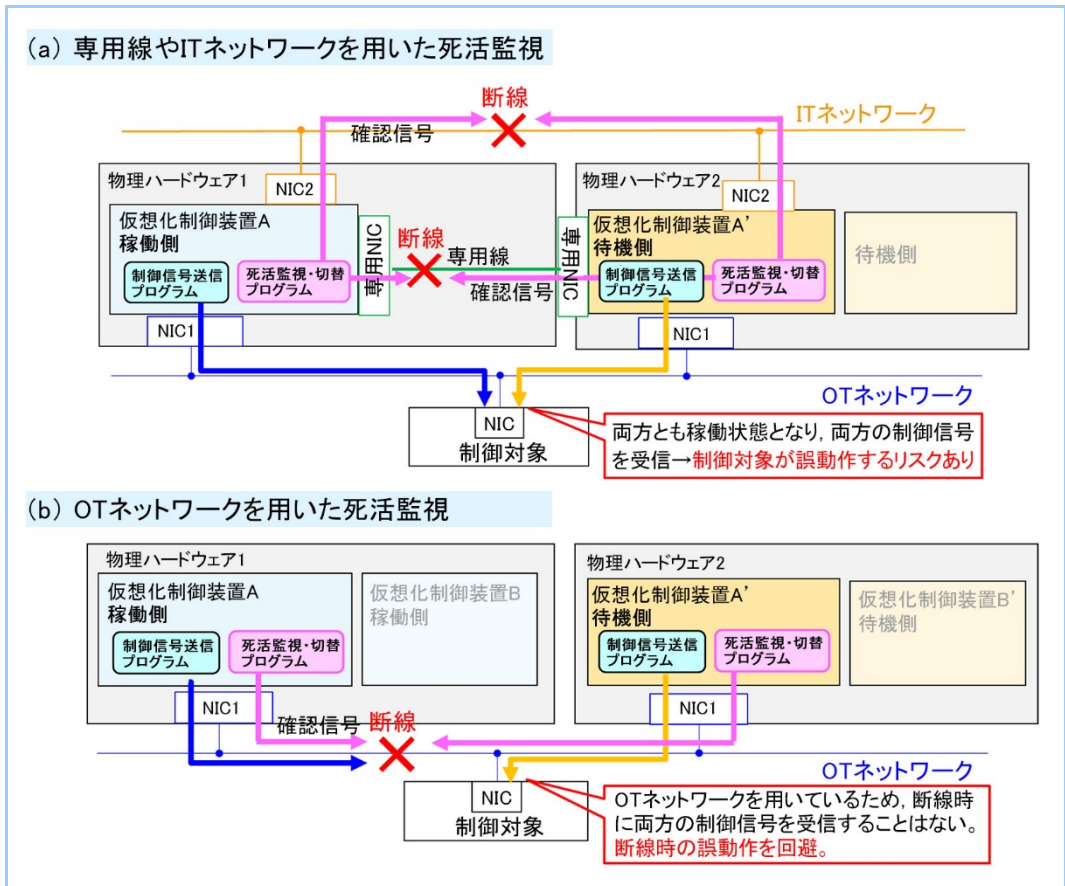 (a) 専用線やITネットワークを用いた死活監視
断線
ITネットワーク
確認信号
物理ハードウェア1
物理ハードウェア2
NIC2
NIC2
仮想化制御装置A
稼働側
制御信号送信
プログラム
死活監視・切替
プログラム
専用NIC
断線
専用線
確認信号
専用NIC
仮想化制御装置A'
待機側
制御信号送信
プログラム
死活監視・切替
プログラム
待機側
NIC1
NIC1
OTネットワーク
NIC
制御対象
両方とも稼働状態となり，両方の制御信号
を受信→制御対象が誤動作するリスクあり
(b) OTネットワークを用いた死活監視
物理ハードウェア1
物理ハードウェア2
仮想化制御装置A
稼働側
制御信号送信
プログラム
死活監視・切替
プログラム
仮想化制御装置B
稼働側
仮想化制御装置A'
待機側
制御信号送信
プログラム
死活監視・切替
プログラム
仮想化制御装置B'
待機側
NIC1
NIC1
確認信号
断線
OTネットワーク
NIC
制御対象
OTネットワークを用いているため，断線時
に両方の制御信号を受信することはない。
断線時の誤動作を回避。